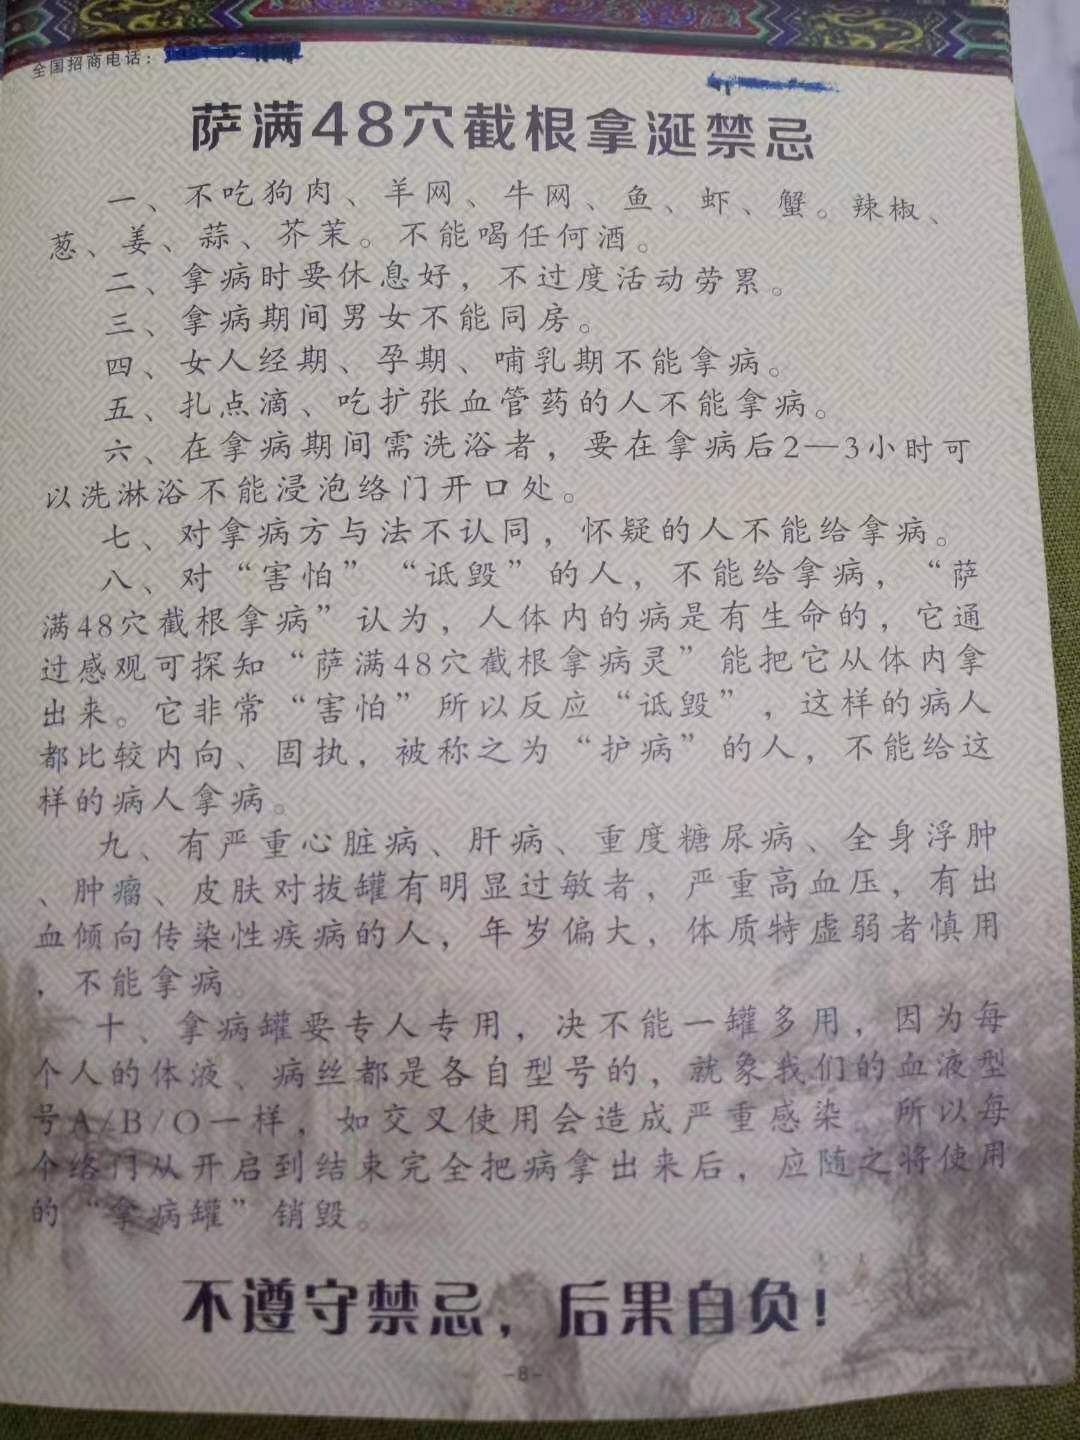 全国招商电话：
萨满48穴截根拿涎禁忌
一、不吃狗肉、羊网、牛网、鱼、虾、蟹。辣椒、
葱、姜、蒜、芥茉。不能喝任何酒。
二、拿病时要休息好，不过度活动劳累。
三、拿病期间男女不能同房。
四、女人经期、孕期、哺乳期不能拿病。
五、扎点滴、吃扩张血管药的人不能拿病。
六、在拿病期间需洗浴者，要在拿病后2—3小时可
以洗淋浴不能浸泡络门开口处。
七、对拿病方与法不认同，怀疑的人不能给拿病。
八、对“害怕”“诋毁”的人，不能给拿病，“萨
满48穴截根拿病”认为，人体内的病是有生命的，它通
过感观可探知“萨满48穴截根拿病灵”能把它从体内拿
出来。它非常“害怕”所以反应“诋毁”，这样的病人
都比较内向、固执，被称之为“护病”的人，不能给这
样的病人拿病。
九、有严重心脏病、肝病、重度糖尿病、全身浮肿
、肿瘤、皮肤对拔罐有明显过敏者，严重高血压，有出
血倾向传染性疾病的人，年岁偏大，体质特虚弱者慎用
，不能拿病。
十、拿病罐要专人专用，决不能一罐多用，因为每
个人的体液、病丝都是各自型号的，就象我们的血液型
号A/B/O一样，如交叉使用会造成严重感染。所以每
个络门从开启到结束完全把病拿出来后，应随之将使用
的“拿病罐”销毁。
不遵守禁忌，后果自负！
-8-